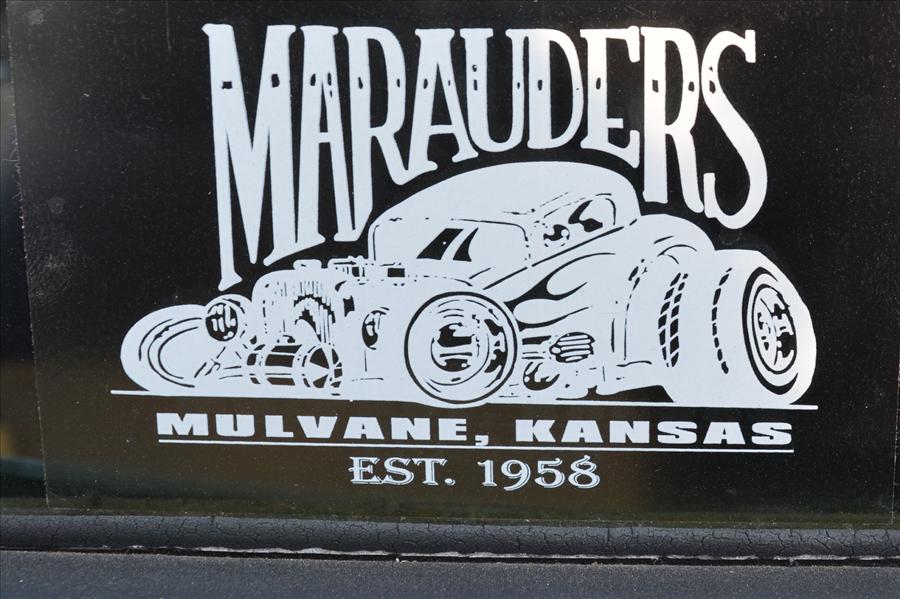 MARAUDERS
MULVANE, KANSAS
EST. 1958